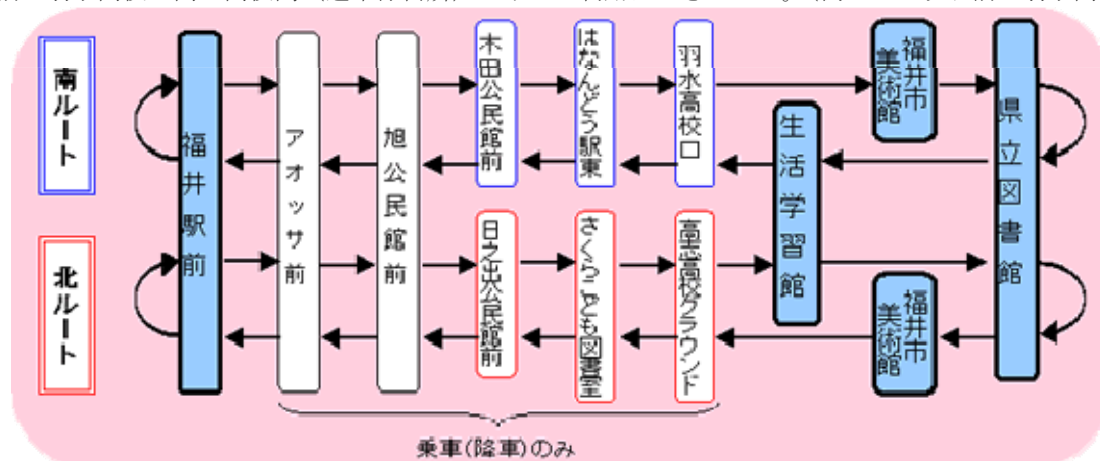 南ルート
北ルート
福井駅前
アオッサ前
旭公民館前
木田公民館前
はなんどう駅東
羽水高校口
日之出公民館前
さくらこども図書室
高志高校グラウンド
生活学習館
福井市
美術館
福井市
美術館
県立図書館
乗車(降車)のみ